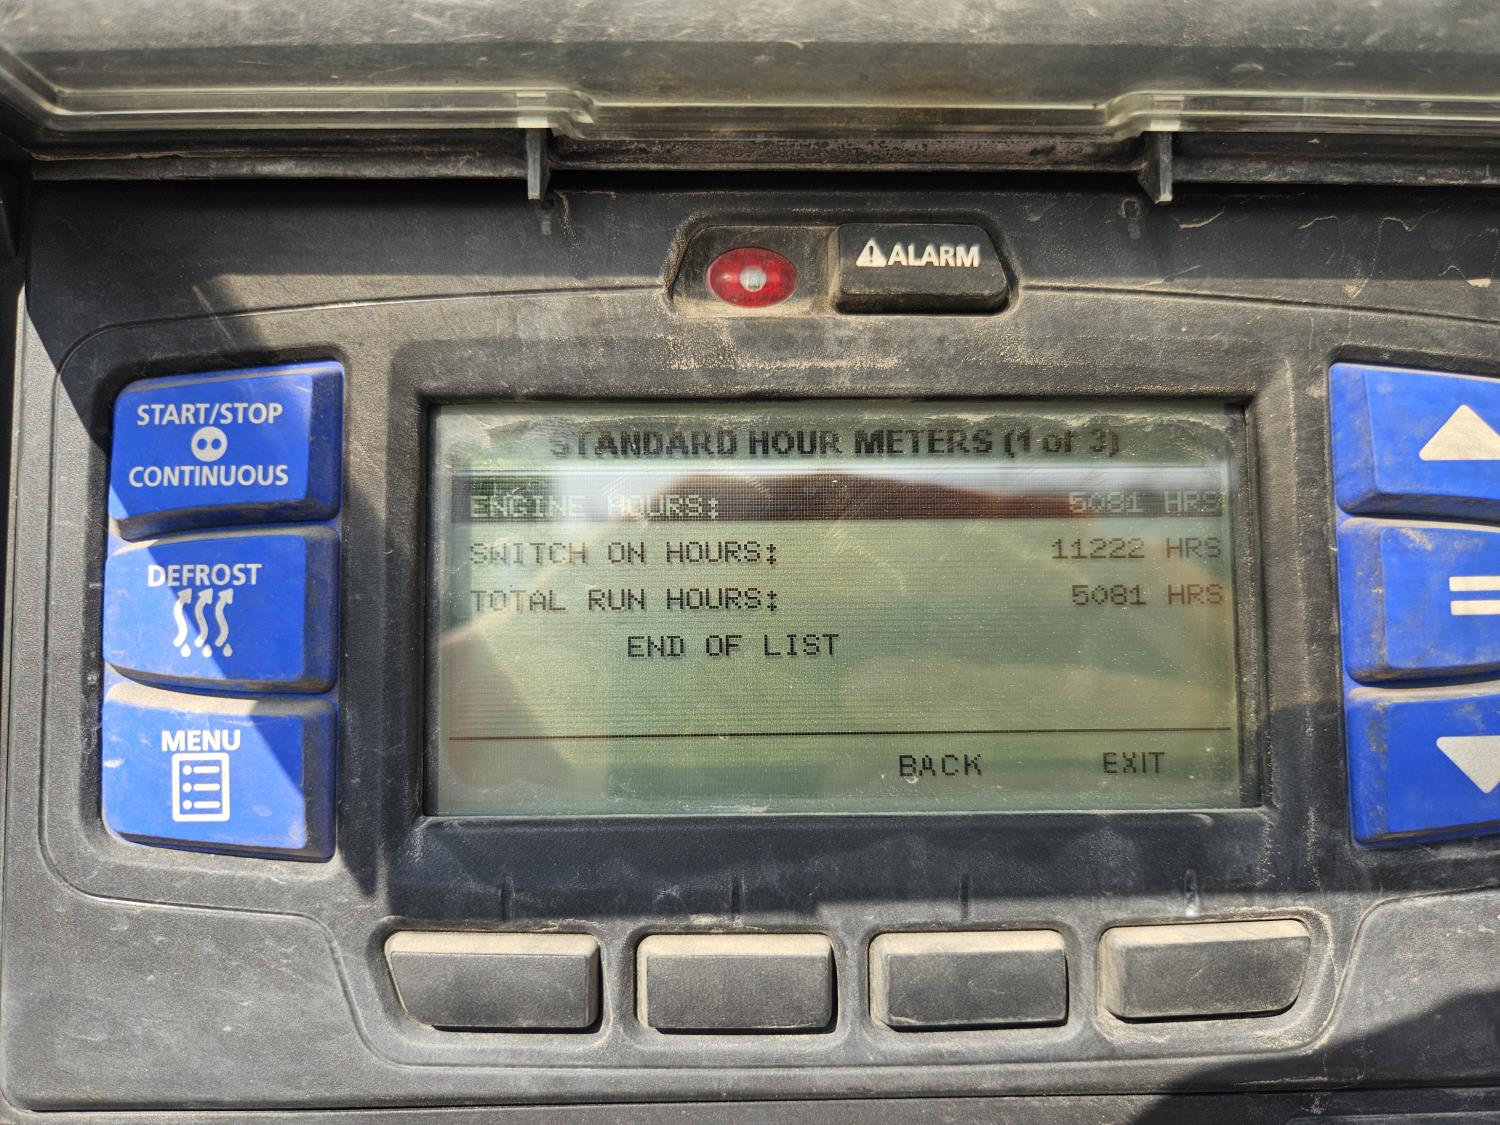 ALARM
START/STOP
CONTINUOUS
DEFROST
MENU
STANDARD HOUR METERS (1 of 3)
ENGINE HOURS: 5081 HRS
SWITCH ON HOURS: 11222 HRS
TOTAL RUN HOURS: 5081 HRS
END OF LIST
BACK EXIT